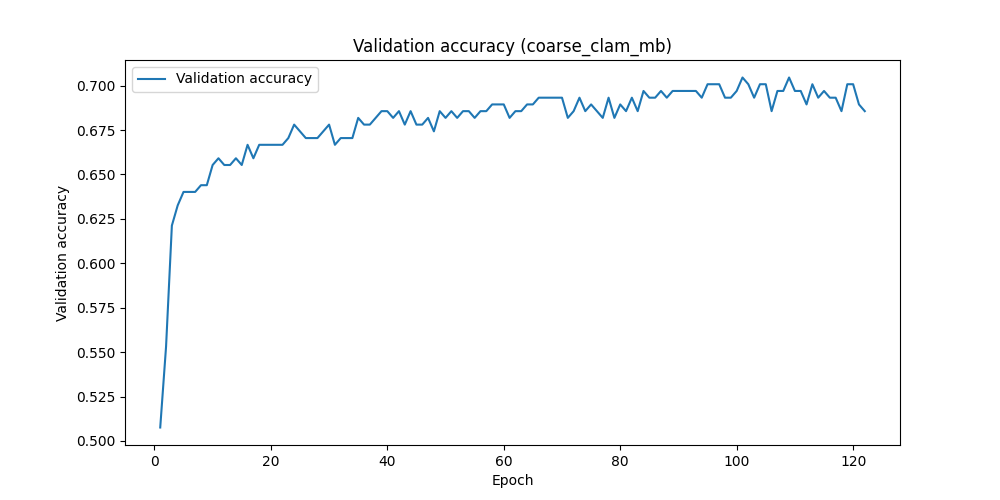 Validation accuracy (coarse_clam_mb)
Validation accuracy
0.700
0.675
0.650
0.625
0.600
0.575
0.550
0.525
0.500
Validation accuracy
0 20 40 60 80 100 120
Epoch